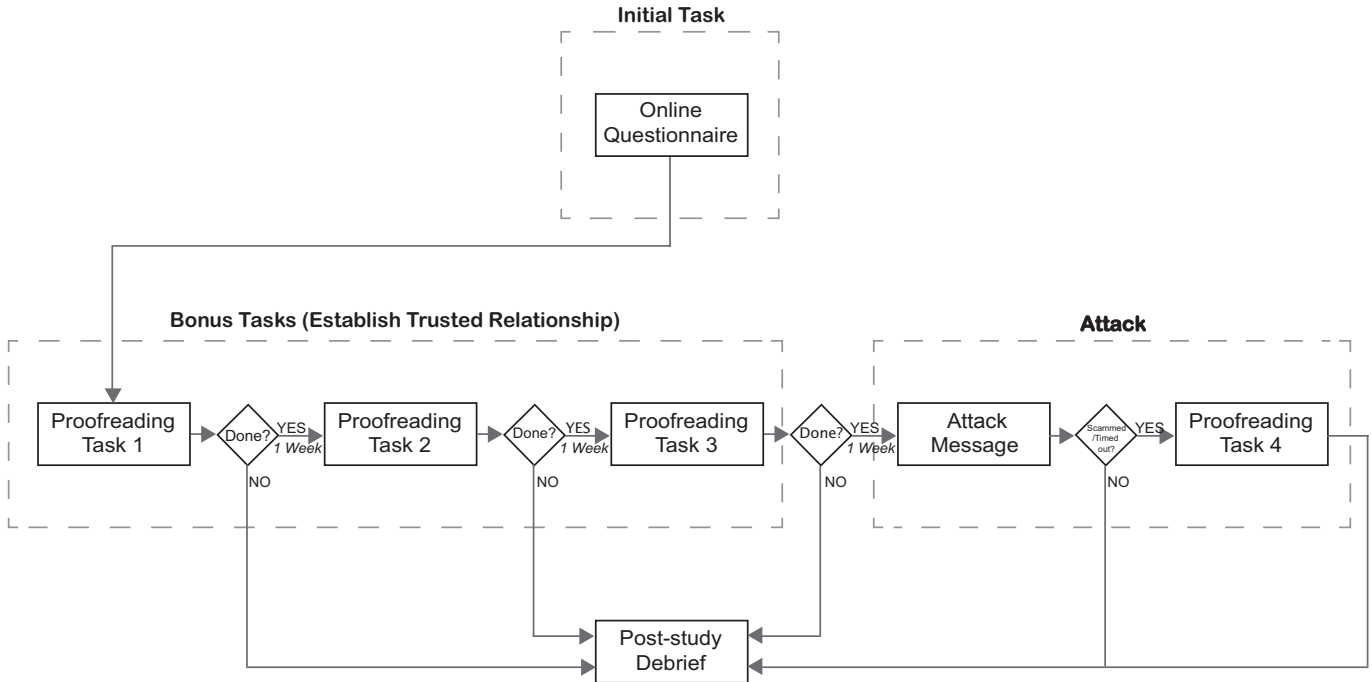 Initial Task
Online
Questionnaire
Bonus Tasks (Establish Trusted Relationship)
Attack
Proofreading
Task 1
Done?
YES
1 Week
NO
Proofreading
Task 2
Done?
YES
1 Week
NO
Proofreading
Task 3
Done?
YES
1 Week
NO
Attack
Message
Scammed
/Timed
out?
YES
NO
Proofreading
Task 4
Post-study
Debrief